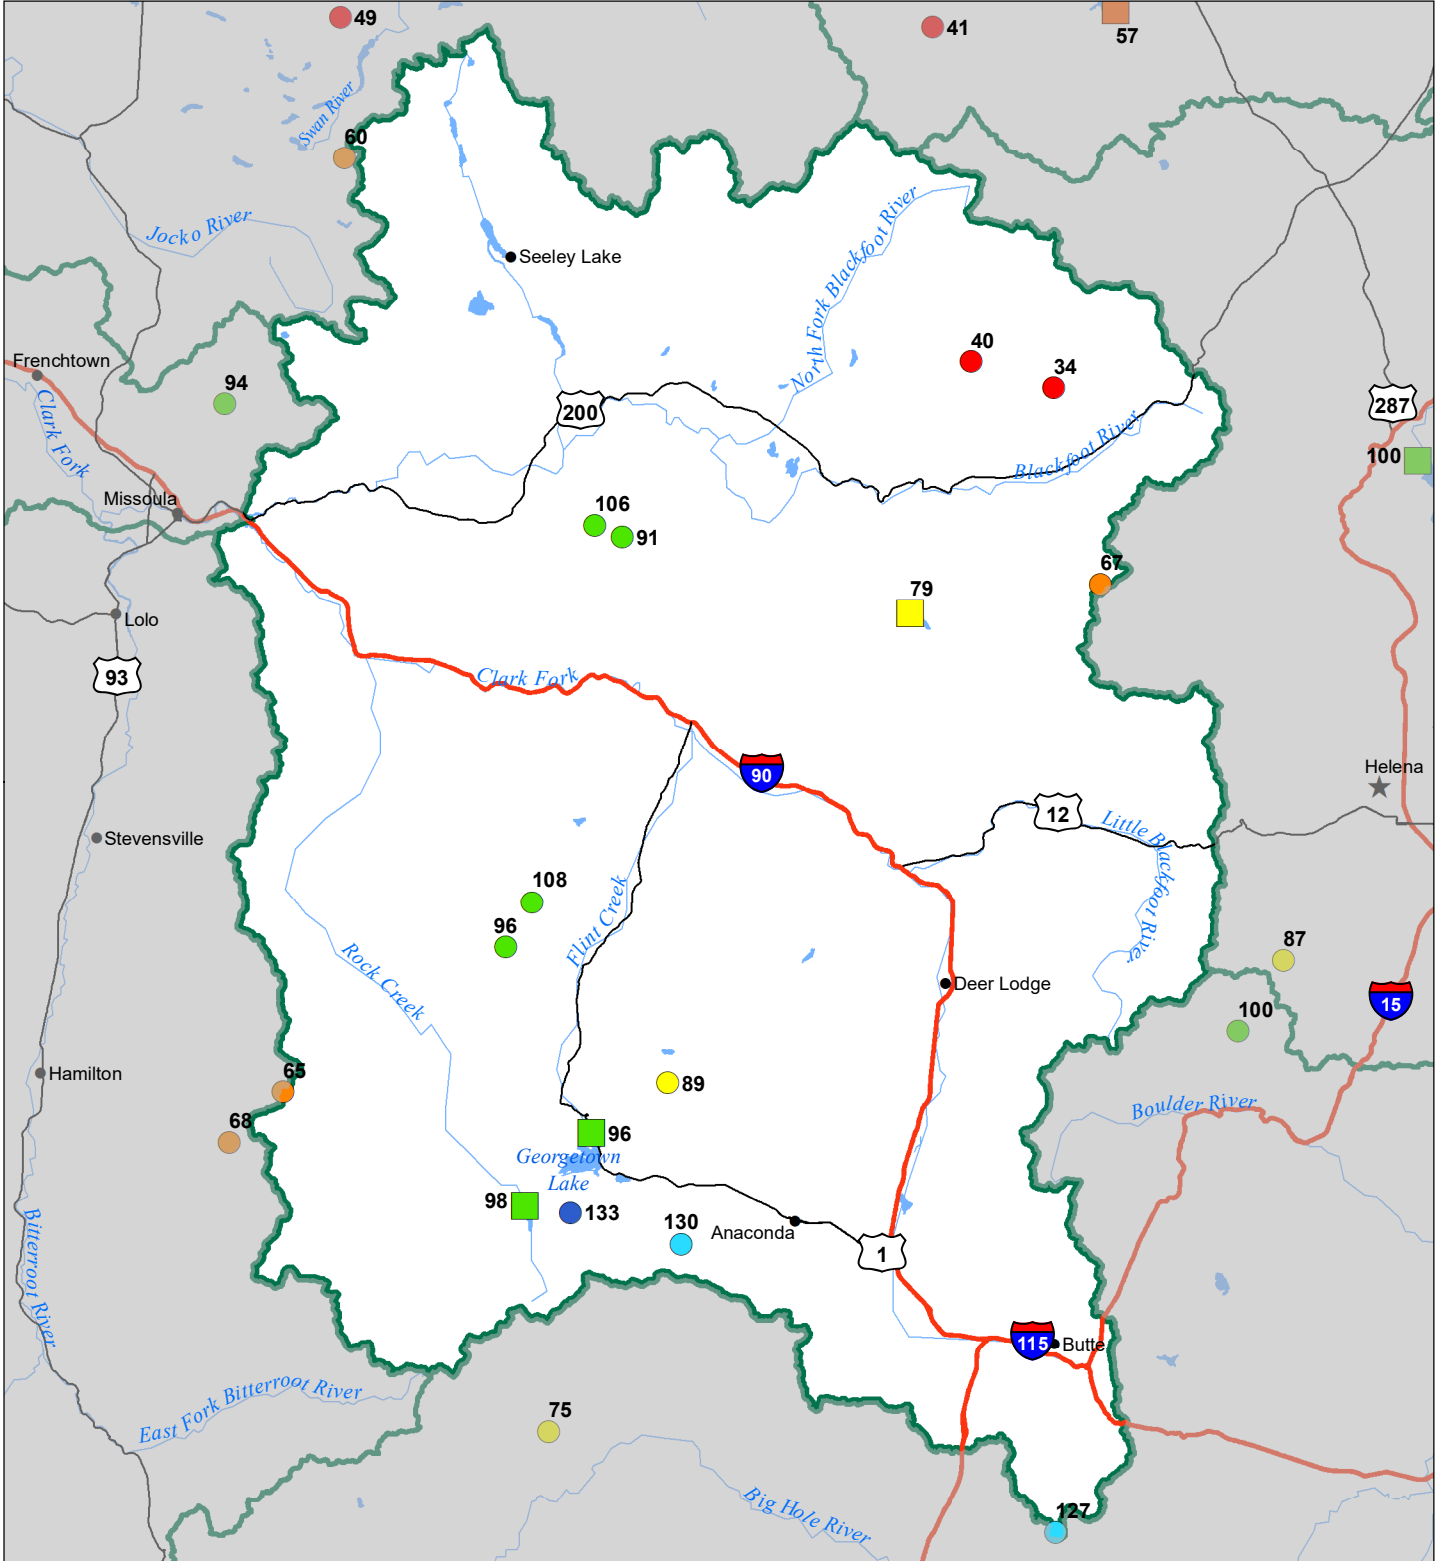 49
41
57
Swan River
60
Jocko River
North Fork Blackfoot River
Seeley Lake
40
34
Frenchtown
94
Clark Fork
200
287
Blackfoot River
100
Missoula
106
91
67
79
Lolo
93
Clark Fork
90
Helena
12
Little Blackfoot River
Stevensville
108
Flint Creek
96
87
Rock Creek
Deer Lodge
15
100
65
Hamilton
89
Boulder River
68
96
Georgetown
Lake
98
133
130
Anaconda
1
Bitterroot River
115
Butte
East Fork Bitterroot River
75
Big Hole River
127